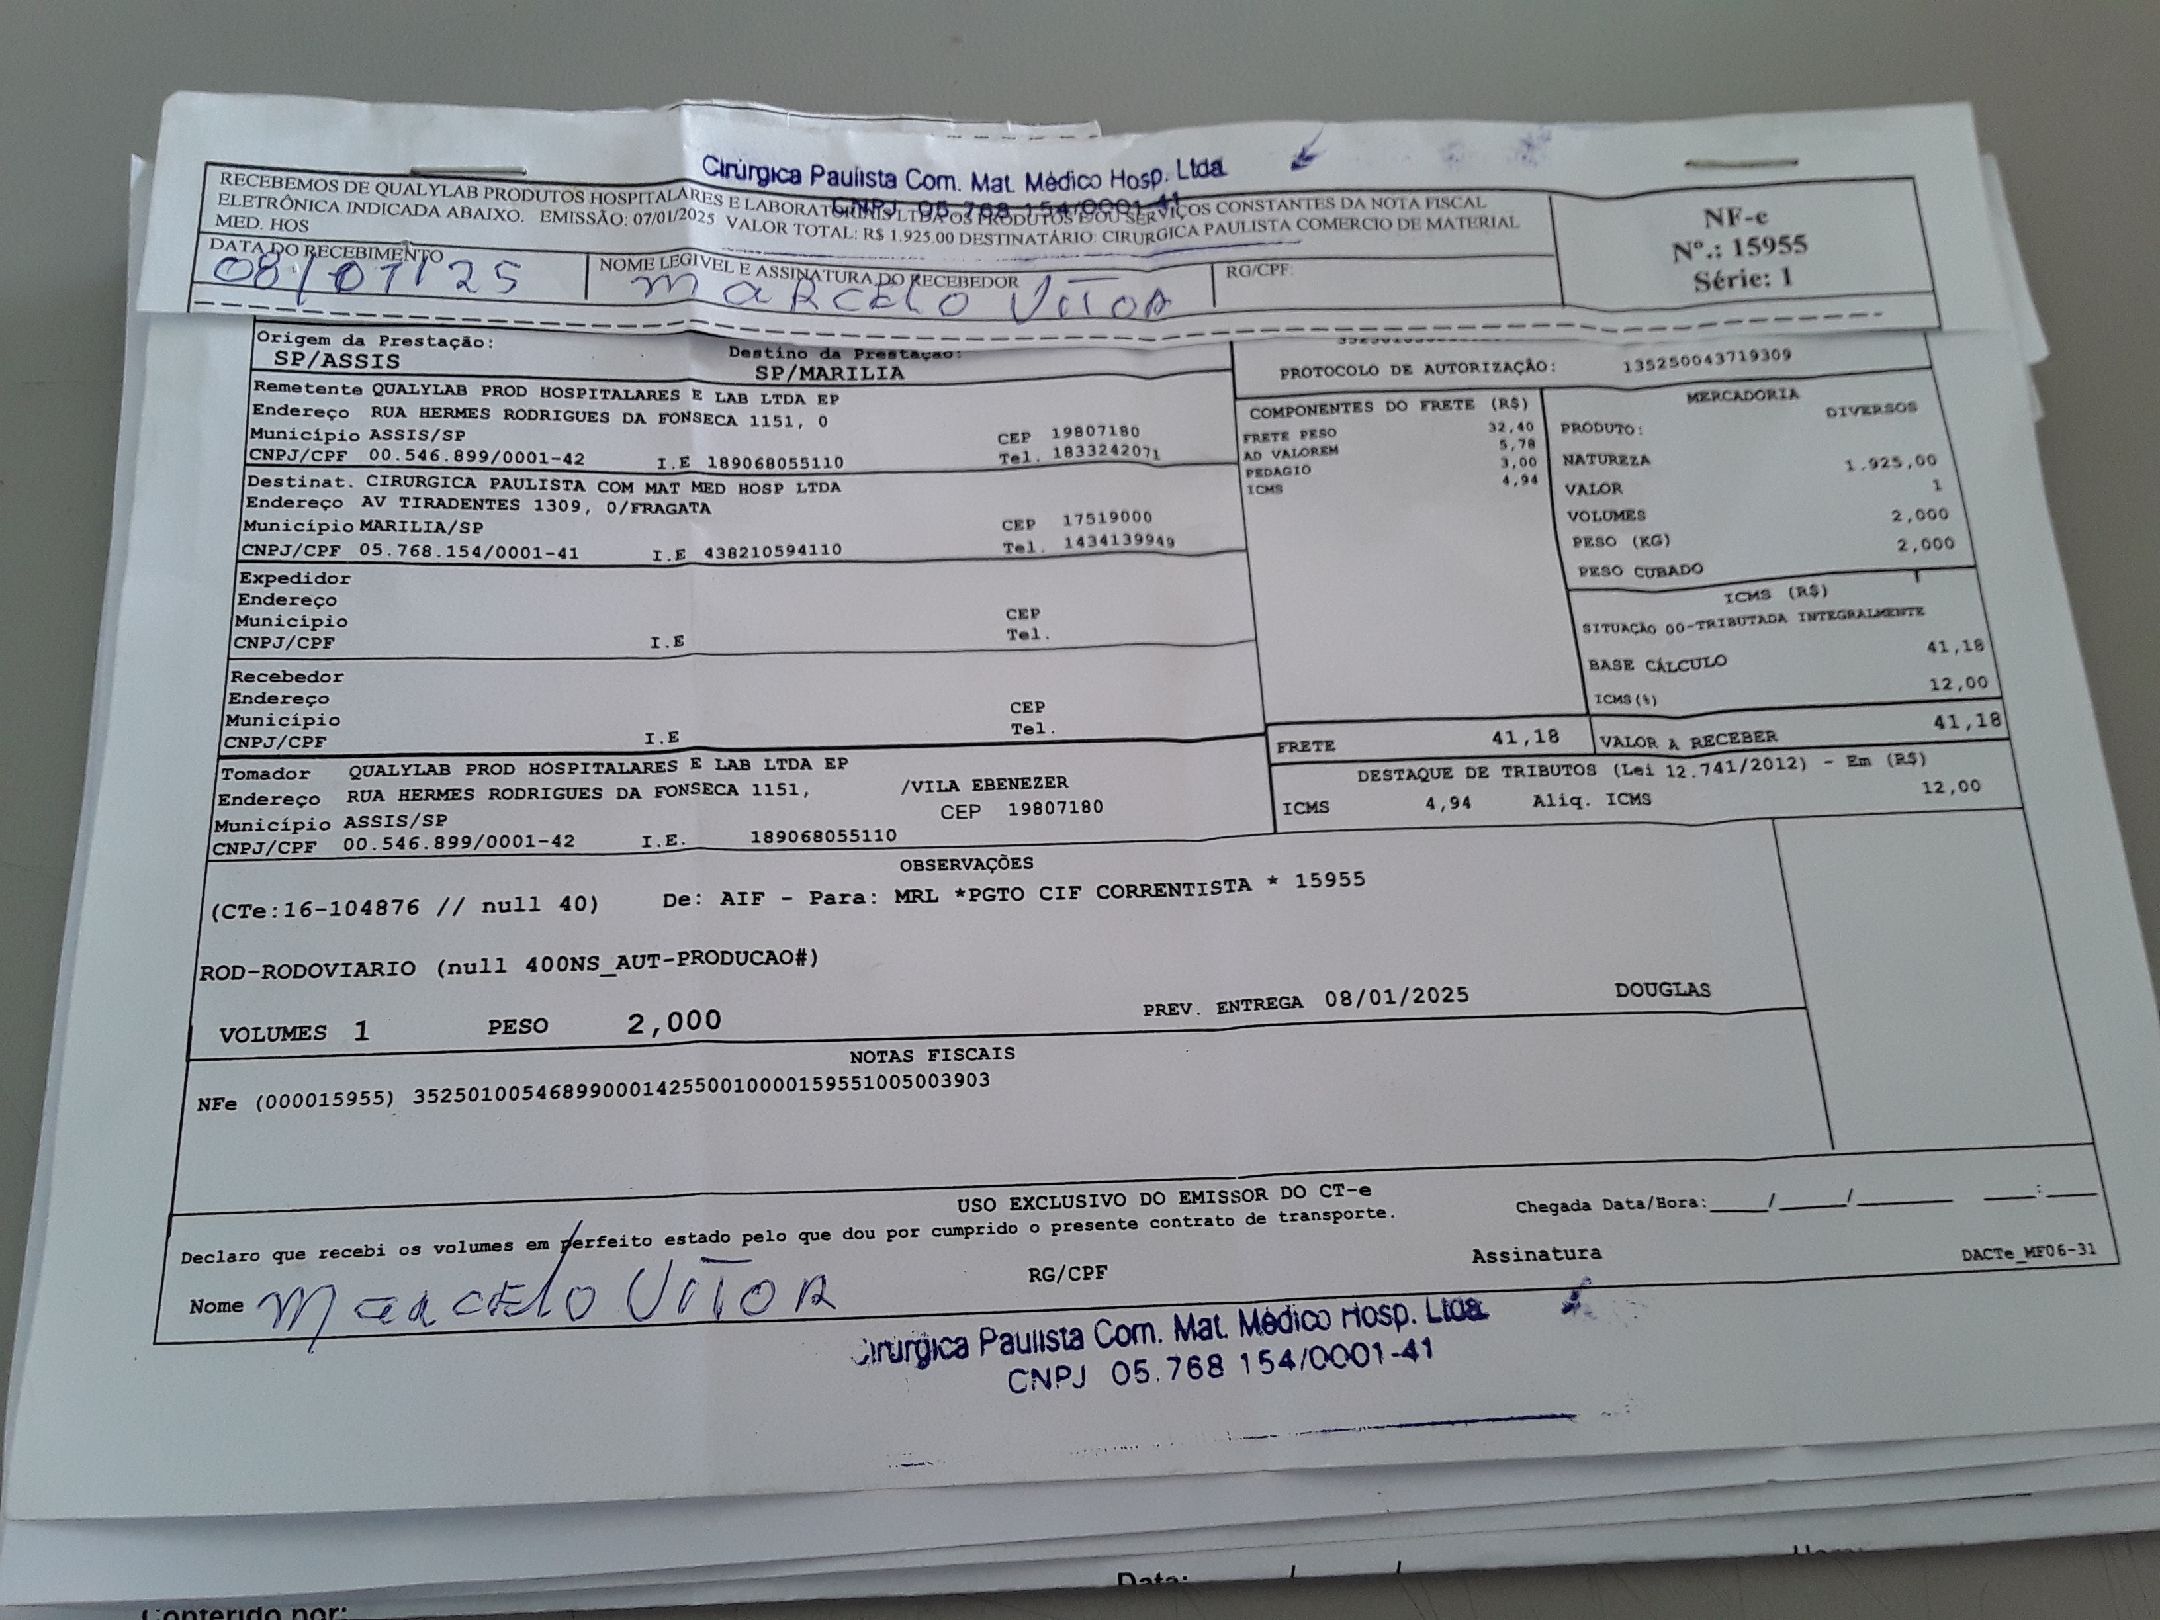 Cirúrgica Paulista Com. Mat. Médico Hosp. Ltda.
CNPJ 05.768 154/0001-41
RECEBEMOS DE QUALYLAB PRODUTOS HOSPITALARES E LABORATORIAIS LTDA OS PRODUTOS E/OU SERVIÇOS CONSTANTES DA NOTA FISCAL
ELETRÔNICA INDICADA ABAIXO. EMISSÃO: 07/01/2025 VALOR TOTAL: R$ 1.925,00 DESTINATÁRIO: CIRURGICA PAULISTA COMERCIO DE MATERIAL
MED. HOS
NF-e
Nº.: 15955
Série: 1
DATA DO RECEBIMENTO
08/01/25
NOME LEGIVEL E ASSINATURA DO RECEBEDOR
MARCELO VITOR
RG/CPF:
Origem da Prestação:
SP/ASSIS
Destino da Prestação:
SP/MARILIA
PROTOCOLO DE AUTORIZAÇÃO: 135250043719309
Remetente QUALYLAB PROD HOSPITALARES E LAB LTDA EP
Endereço RUA HERMES RODRIGUES DA FONSECA 1151, 0
Município ASSIS/SP CEP 19807180
CNPJ/CPF 00.546.899/0001-42 I.E 189068055110 Tel. 1833242071
Destinat. CIRURGICA PAULISTA COM MAT MED HOSP LTDA
Endereço AV TIRADENTES 1309, 0/FRAGATA
Município MARILIA/SP CEP 17519000
CNPJ/CPF 05.768.154/0001-41 I.E 438210594110 Tel. 1434139949
Expedidor
Endereço
Município CEP
CNPJ/CPF I.E Tel.
Recebedor
Endereço
Município CEP
CNPJ/CPF I.E Tel.
Tomador QUALYLAB PROD HOSPITALARES E LAB LTDA EP
Endereço RUA HERMES RODRIGUES DA FONSECA 1151, /VILA EBENEZER
Município ASSIS/SP CEP 19807180
CNPJ/CPF 00.546.899/0001-42 I.E. 189068055110
COMPONENTES DO FRETE (R$)
FRETE PESO 32,40
AD VALOREM 5,78
PEDAGIO 3,00
ICMS 4,94
MERCADORIA
PRODUTO: DIVERSOS
NATUREZA
VALOR 1.925,00
VOLUMES 1
PESO (KG) 2,000
PESO CUBADO 2,000
ICMS (R$)
SITUAÇÃO 00-TRIBUTADA INTEGRALMENTE
BASE CÁLCULO 41,18
ICMS(%) 12,00
FRETE 41,18 VALOR A RECEBER 41,18
DESTAQUE DE TRIBUTOS (Lei 12.741/2012) - Em (R$)
ICMS 4,94 Aliq. ICMS 12,00
OBSERVAÇÕES
(CTe:16-104876 // null 40) De: AIF - Para: MRL *PGTO CIF CORRENTISTA * 15955
ROD-RODOVIARIO (null 400NS_AUT-PRODUCAO#)
VOLUMES 1 PESO 2,000 PREV. ENTREGA 08/01/2025 DOUGLAS
NOTAS FISCAIS
NFe (000015955) 35250100546899000142550010000159551005003903
USO EXCLUSIVO DO EMISSOR DO CT-e
Declaro que recebi os volumes em perfeito estado pelo que dou por cumprido o presente contrato de transporte.
Chegada Data/Hora:____/____/______ ___:___
Nome MARCELO VITOR RG/CPF Assinatura
DACTe_MF06-31
Cirúrgica Paulista Com. Mat. Médico Hosp. Ltda.
CNPJ 05.768 154/0001-41
Data: / /
Conferido por: